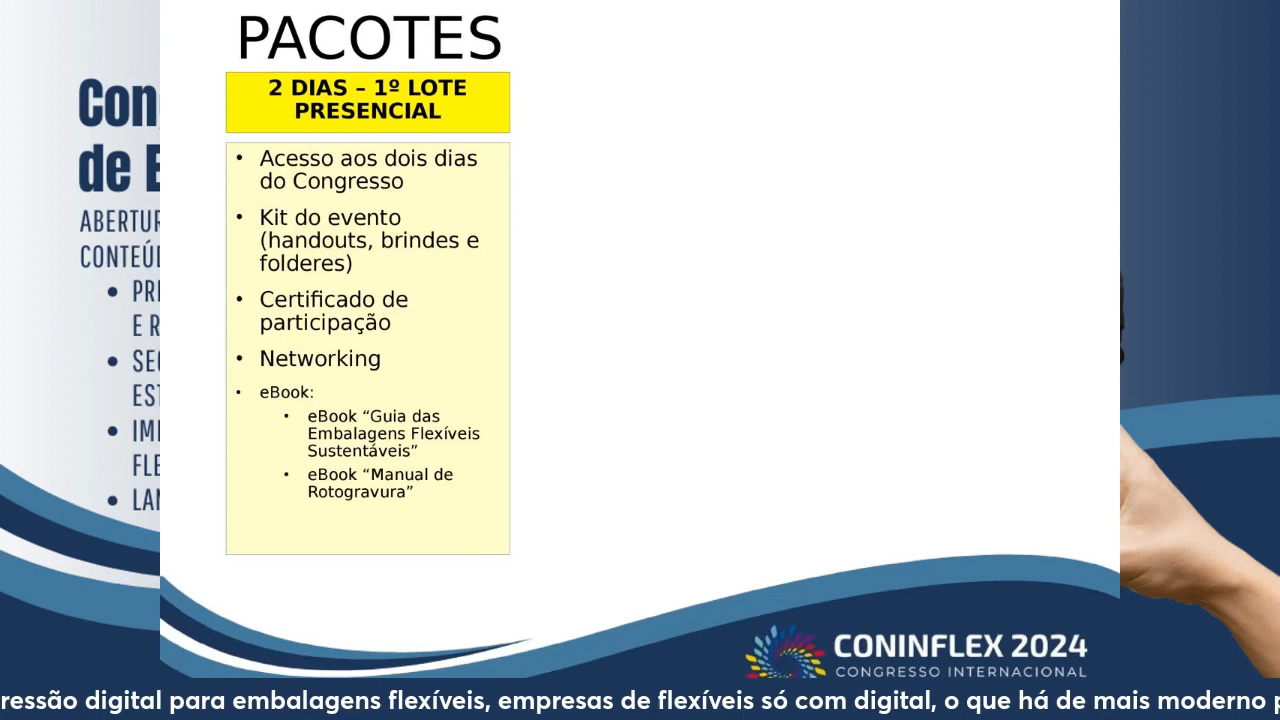 PACOTES
2 DIAS – 1º LOTE
PRESENCIAL
• Acesso aos dois dias
do Congresso
• Kit do evento
(handouts, brindes e
folderes)
• Certificado de
participação
• Networking
• eBook:
• eBook “Guia das
Embalagens Flexíveis
Sustentáveis”
• eBook “Manual de
Rotogravura”
de
E R
CONINFLEX 2024
CONGRESSO INTERNACIONAL
ressão digital para embalagens flexíveis, empresas de flexíveis só com digital, o que há de mais moderno